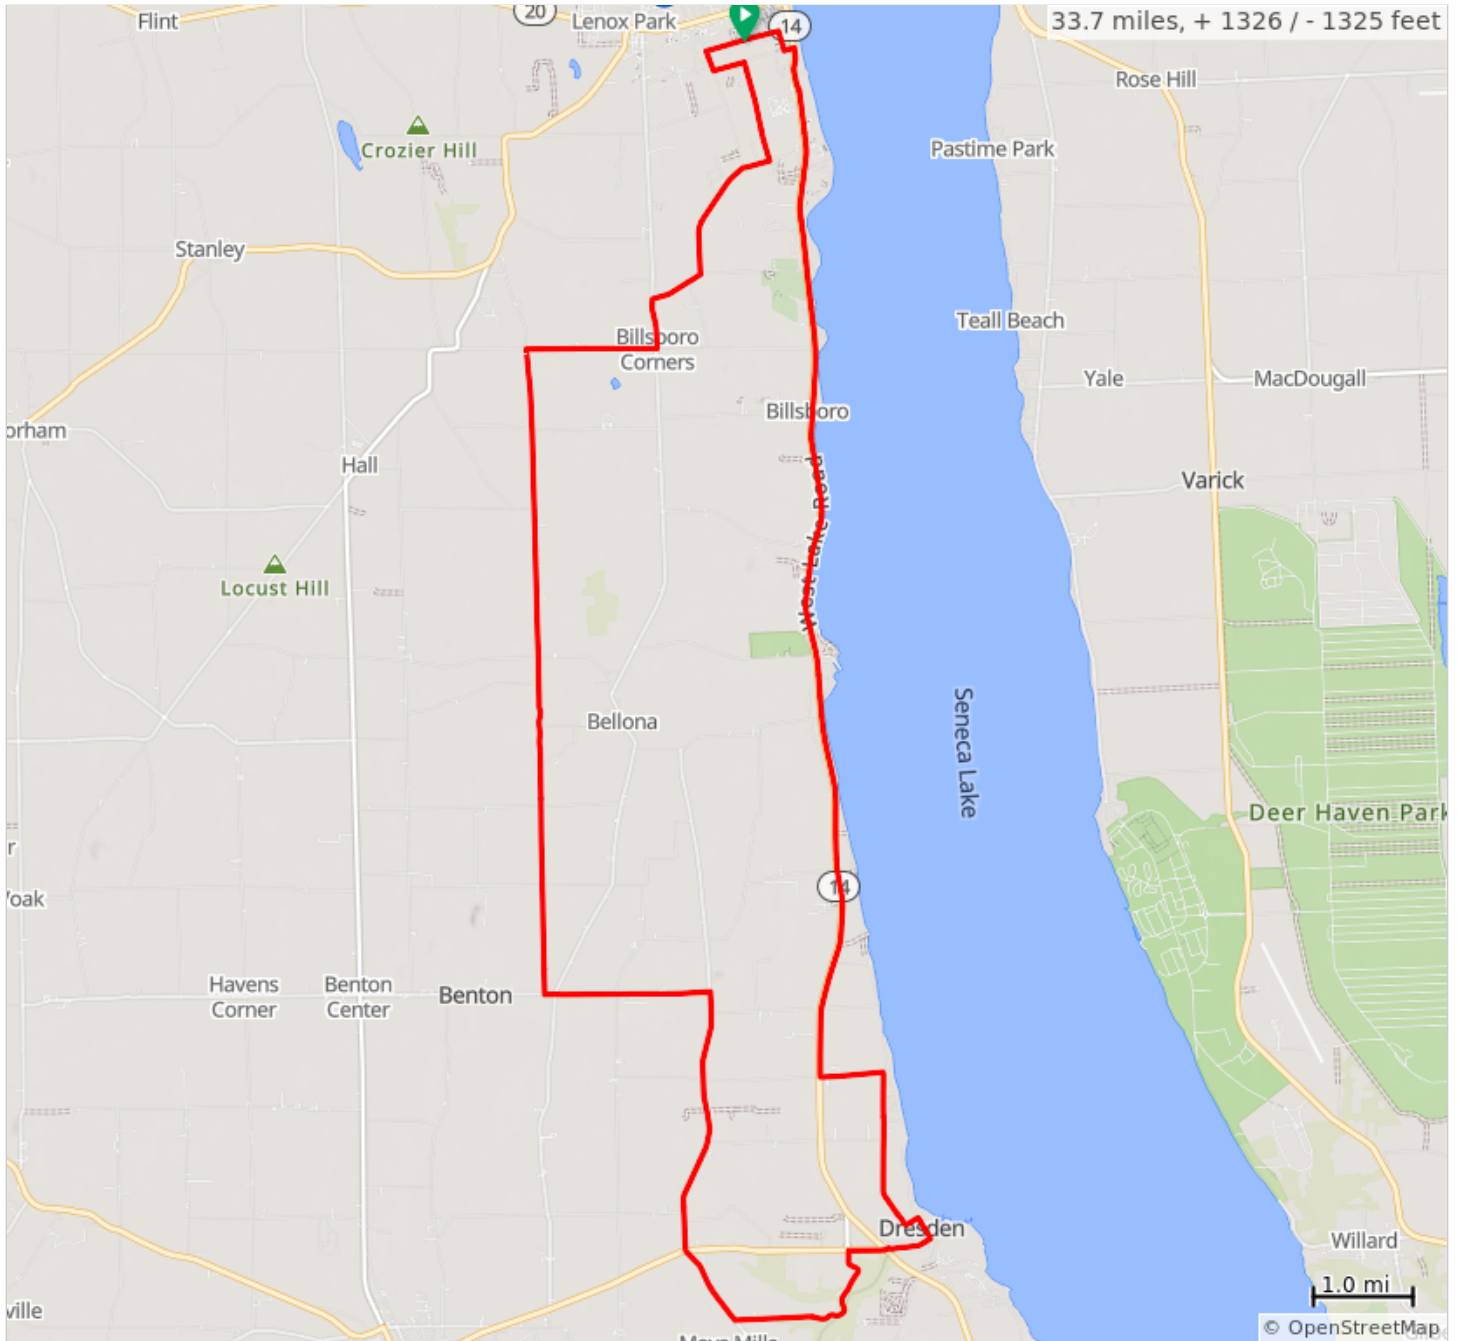 Flint
20
Lenox Park
14
33.7 miles, + 1326 / - 1325 feet
Rose Hill
Crozier Hill
Pastime Park
Stanley
Teall Beach
Billsboro
Corners
Yale
MacDougall
Billsboro
orham
Hall
Varick
West Lake Road
Locust Hill
Seneca Lake
Bellona
Deer Haven Park
r
14
Voak
Havens
Corner
Benton
Center
Benton
Dresden
Willard
1.0 mi
ville
© OpenStreetMap